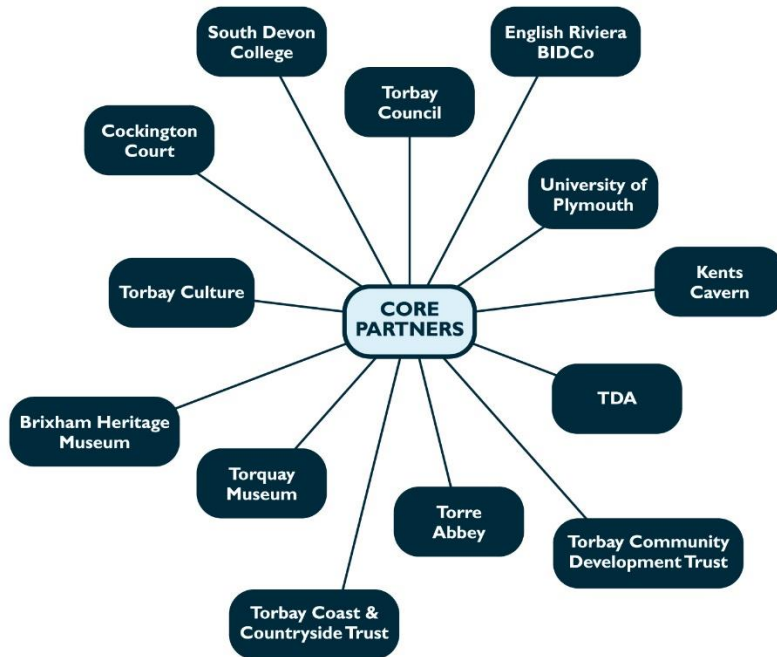 South Devon
College
English Riviera
BIDCo
Torbay
Council
Cockington
Court
University of
Plymouth
Kents
Cavern
Torbay Culture
CORE
PARTNERS
TDA
Brixham Heritage
Museum
Torquay
Museum
Torre
Abbey
Torbay Community
Development Trust
Torbay Coast &
Countryside Trust